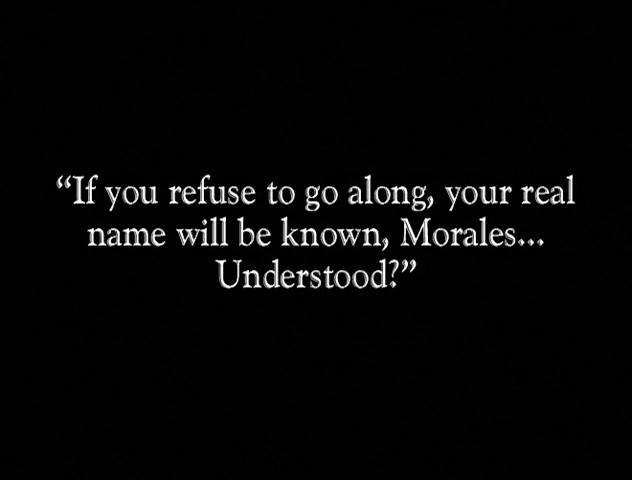 “If you refuse to go along, your real
name will be known, Morales...
Understood?”